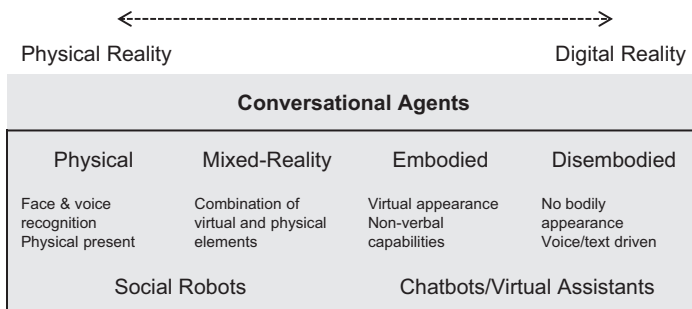 Physical Reality Digital Reality
Conversational Agents
Physical Mixed-Reality Embodied Disembodied
Face & voice
recognition
Physical present
Combination of
virtual and physical
elements
Virtual appearance
Non-verbal
capabilities
No bodily
appearance
Voice/text driven
Social Robots Chatbots/Virtual Assistants